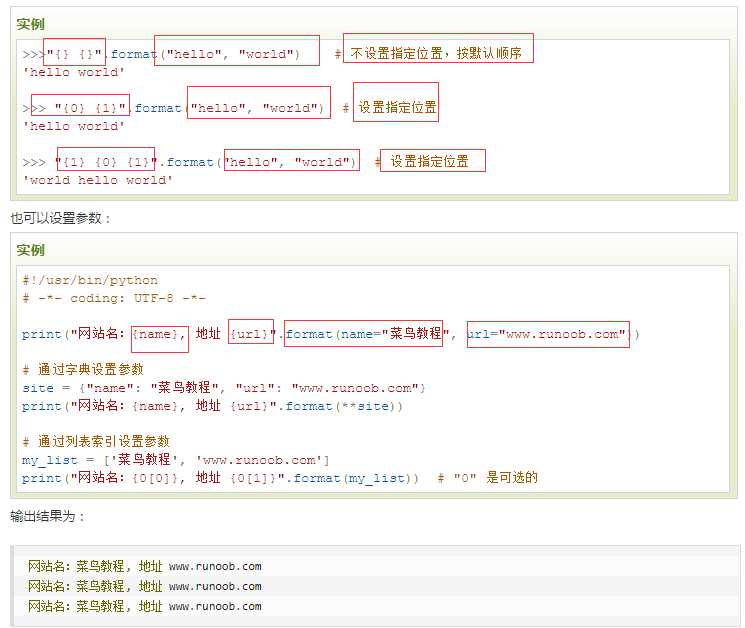 实例
>>>"{} {}".format("hello", "world")    # 不设置指定位置，按默认顺序
'hello world'
>>> "{0} {1}".format("hello", "world")  # 设置指定位置
'hello world'
>>> "{1} {0} {1}".format("hello", "world")  # 设置指定位置
'world hello world'
也可以设置参数：
实例
#!/usr/bin/python
# -*- coding: UTF-8 -*-
print("网站名：{name}, 地址 {url}".format(name="菜鸟教程", url="www.runoob.com"))
# 通过字典设置参数
site = {"name": "菜鸟教程", "url": "www.runoob.com"}
print("网站名：{name}, 地址 {url}".format(**site))
# 通过列表索引设置参数
my_list = ['菜鸟教程', 'www.runoob.com']
print("网站名：{0[0]}, 地址 {0[1]}".format(my_list))  # "0" 是可选的
输出结果为：
网站名：菜鸟教程, 地址 www.runoob.com
网站名：菜鸟教程, 地址 www.runoob.com
网站名：菜鸟教程, 地址 www.runoob.com